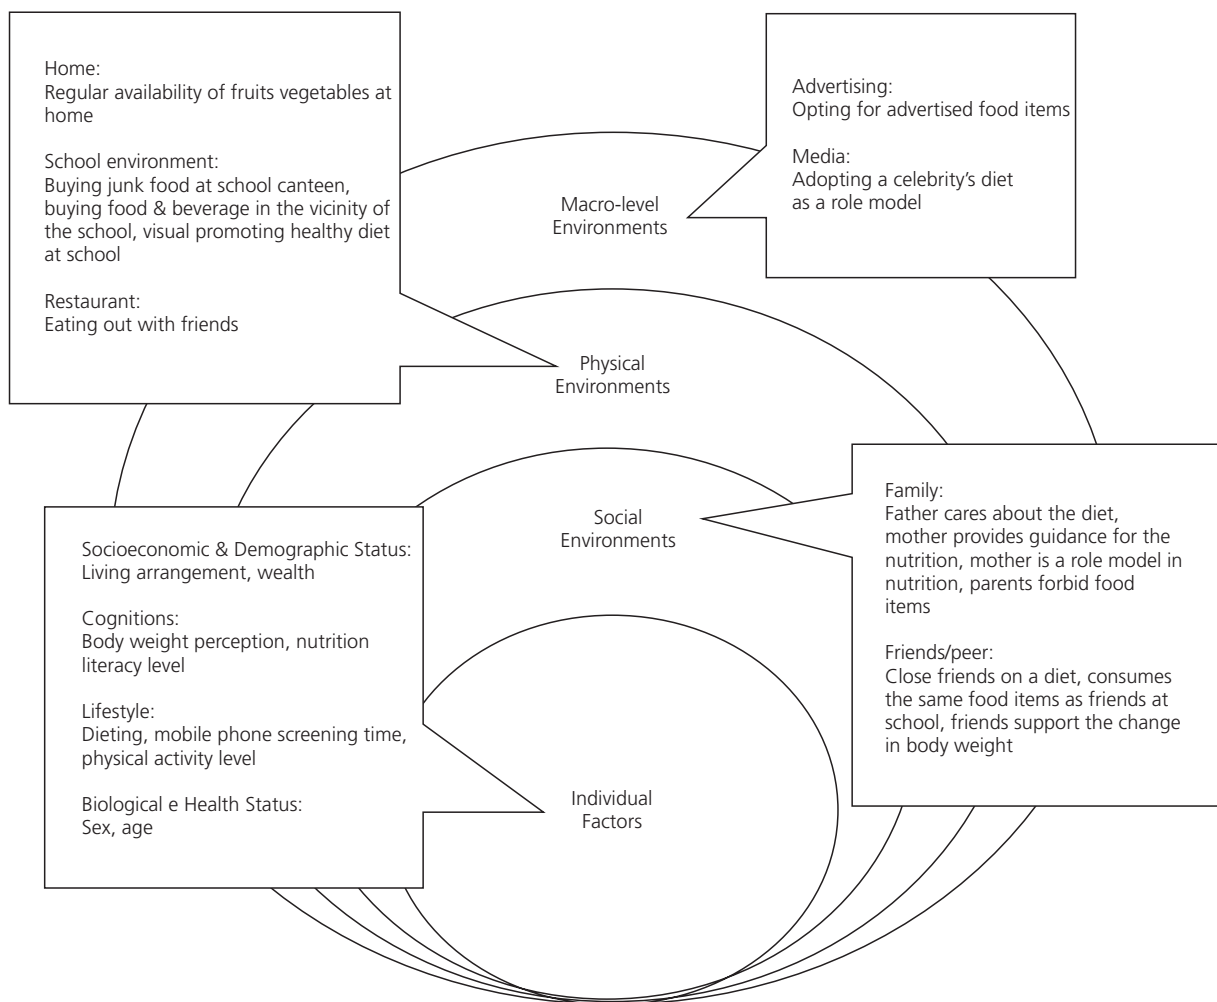 Home:
Regular availability of fruits vegetables at
home
School environment:
Buying junk food at school canteen,
buying food & beverage in the vicinity of
the school, visual promoting healthy diet
at school
Restaurant:
Eating out with friends
Advertising:
Opting for advertised food items
Media:
Adopting a celebrity's diet
as a role model
Macro-level
Environments
Physical
Environments
Social
Environments
Family:
Father cares about the diet,
mother provides guidance for the
nutrition, mother is a role model in
nutrition, parents forbid food
items
Friends/peer:
Close friends on a diet, consumes
the same food items as friends at
school, friends support the change
in body weight
Socioeconomic & Demographic Status:
Living arrangement, wealth
Cognitions:
Body weight perception, nutrition
literacy level
Lifestyle:
Dieting, mobile phone screening time,
physical activity level
Biological e Health Status:
Sex, age
Individual
Factors